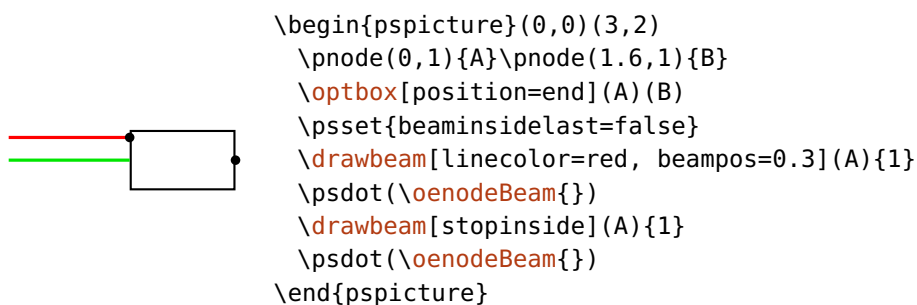 \begin{pspicture}(0,0)(3,2)
\pnode(0,1){A}\pnode(1.6,1){B}
\optbox[position=end](A)(B)
\psset{beaminsidelast=false}
\drawbeam[linecolor=red, beampos=0.3](A){1}
\psdot(\oenodeBeam{})
\drawbeam[stopinside](A){1}
\psdot(\oenodeBeam{})
\end{pspicture}